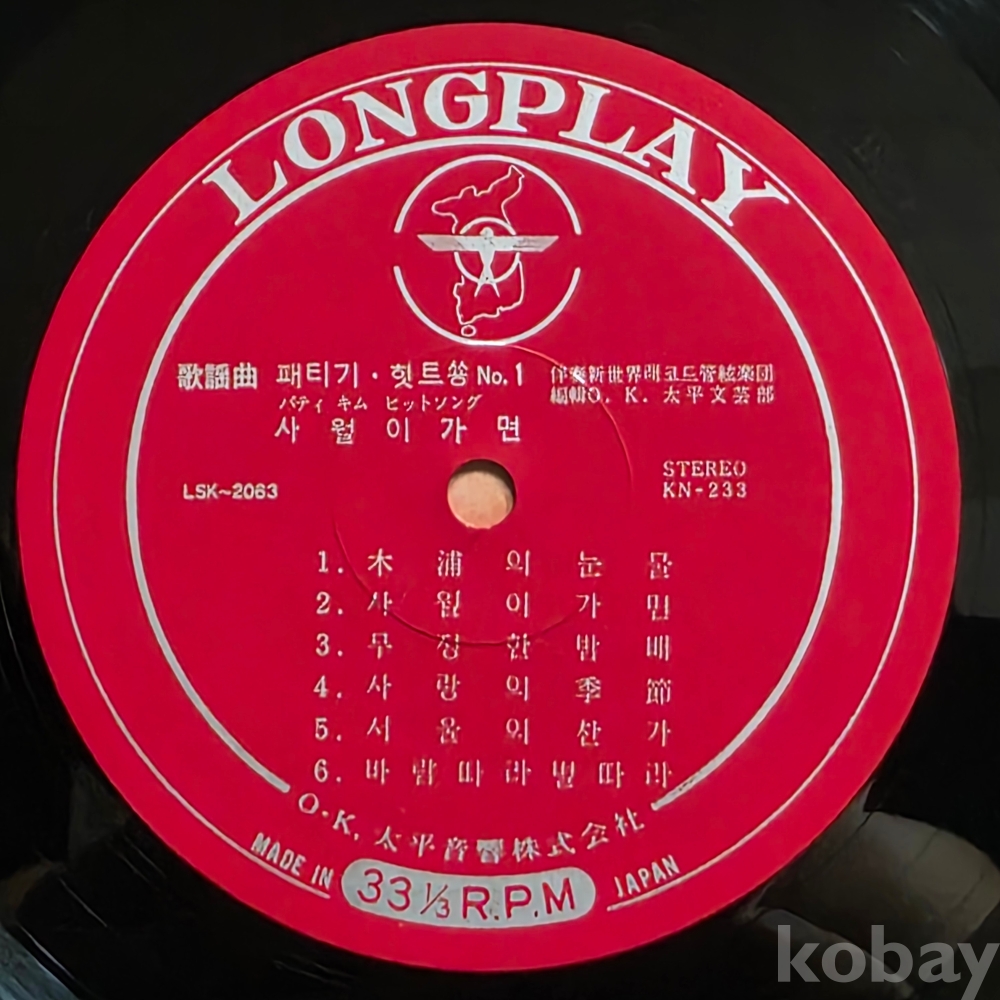 LONGPLAY
歌謡曲 패티기·힛트쏭 No.1
パティ キム ヒットソング
사월이가면
伴奏新世界레코드管絃楽団
編輯O.K.太平文芸部
LSK~2063
STEREO
KN-233
1. 木浦의눈물
2. 사월이가면
3. 무정한밤배
4. 사랑의季節
5. 서울의찬가
6. 바람따라별따라
O.K.太平音響株式会社
MADE IN JAPAN
33⅓ R.P.M
kobay